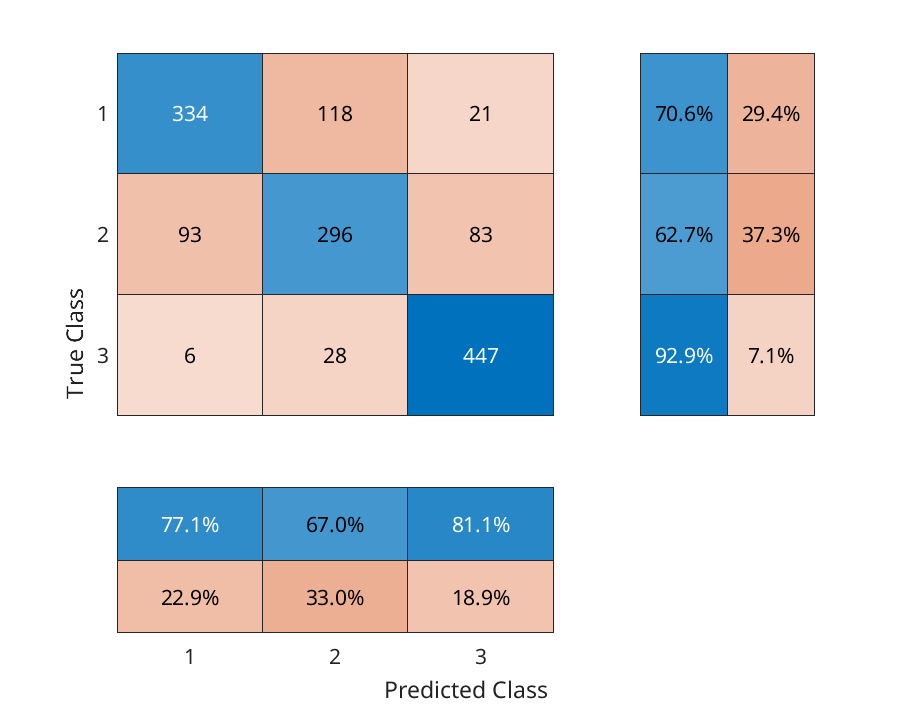 1 334 118 21 70.6% 29.4%
2 93 296 83 62.7% 37.3%
True Class
3 6 28 447 92.9% 7.1%
77.1% 67.0% 81.1%
22.9% 33.0% 18.9%
1 2 3
Predicted Class